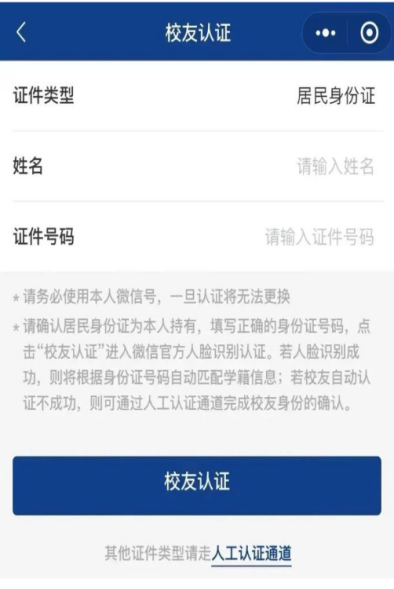 校友认证
证件类型 居民身份证
姓名 请输入姓名
证件号码 请输入证件号码
*请务必使用本人微信号，一旦认证将无法更换
*请确认居民身份证为本人持有，填写正确的身份证号码，点
击“校友认证”进入微信官方人脸识别认证。若人脸识别成
功，则将根据身份证号码自动匹配学籍信息；若校友自动认
证不成功，则可通过人工认证通道完成校友身份的确认。
校友认证
其他证件类型请走人工认证通道